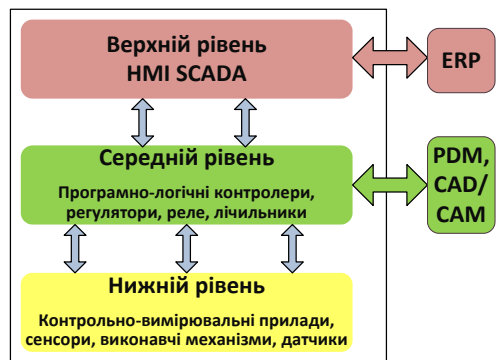 Верхній рівень
HMI SCADA
ERP
Середній рівень
Програмно-логічні контролери,
регулятори, реле, лічильники
PDM,
CAD/
CAM
Нижній рівень
Контрольно-вимірювальні прилади,
сенсори, виконавчі механізми, датчики